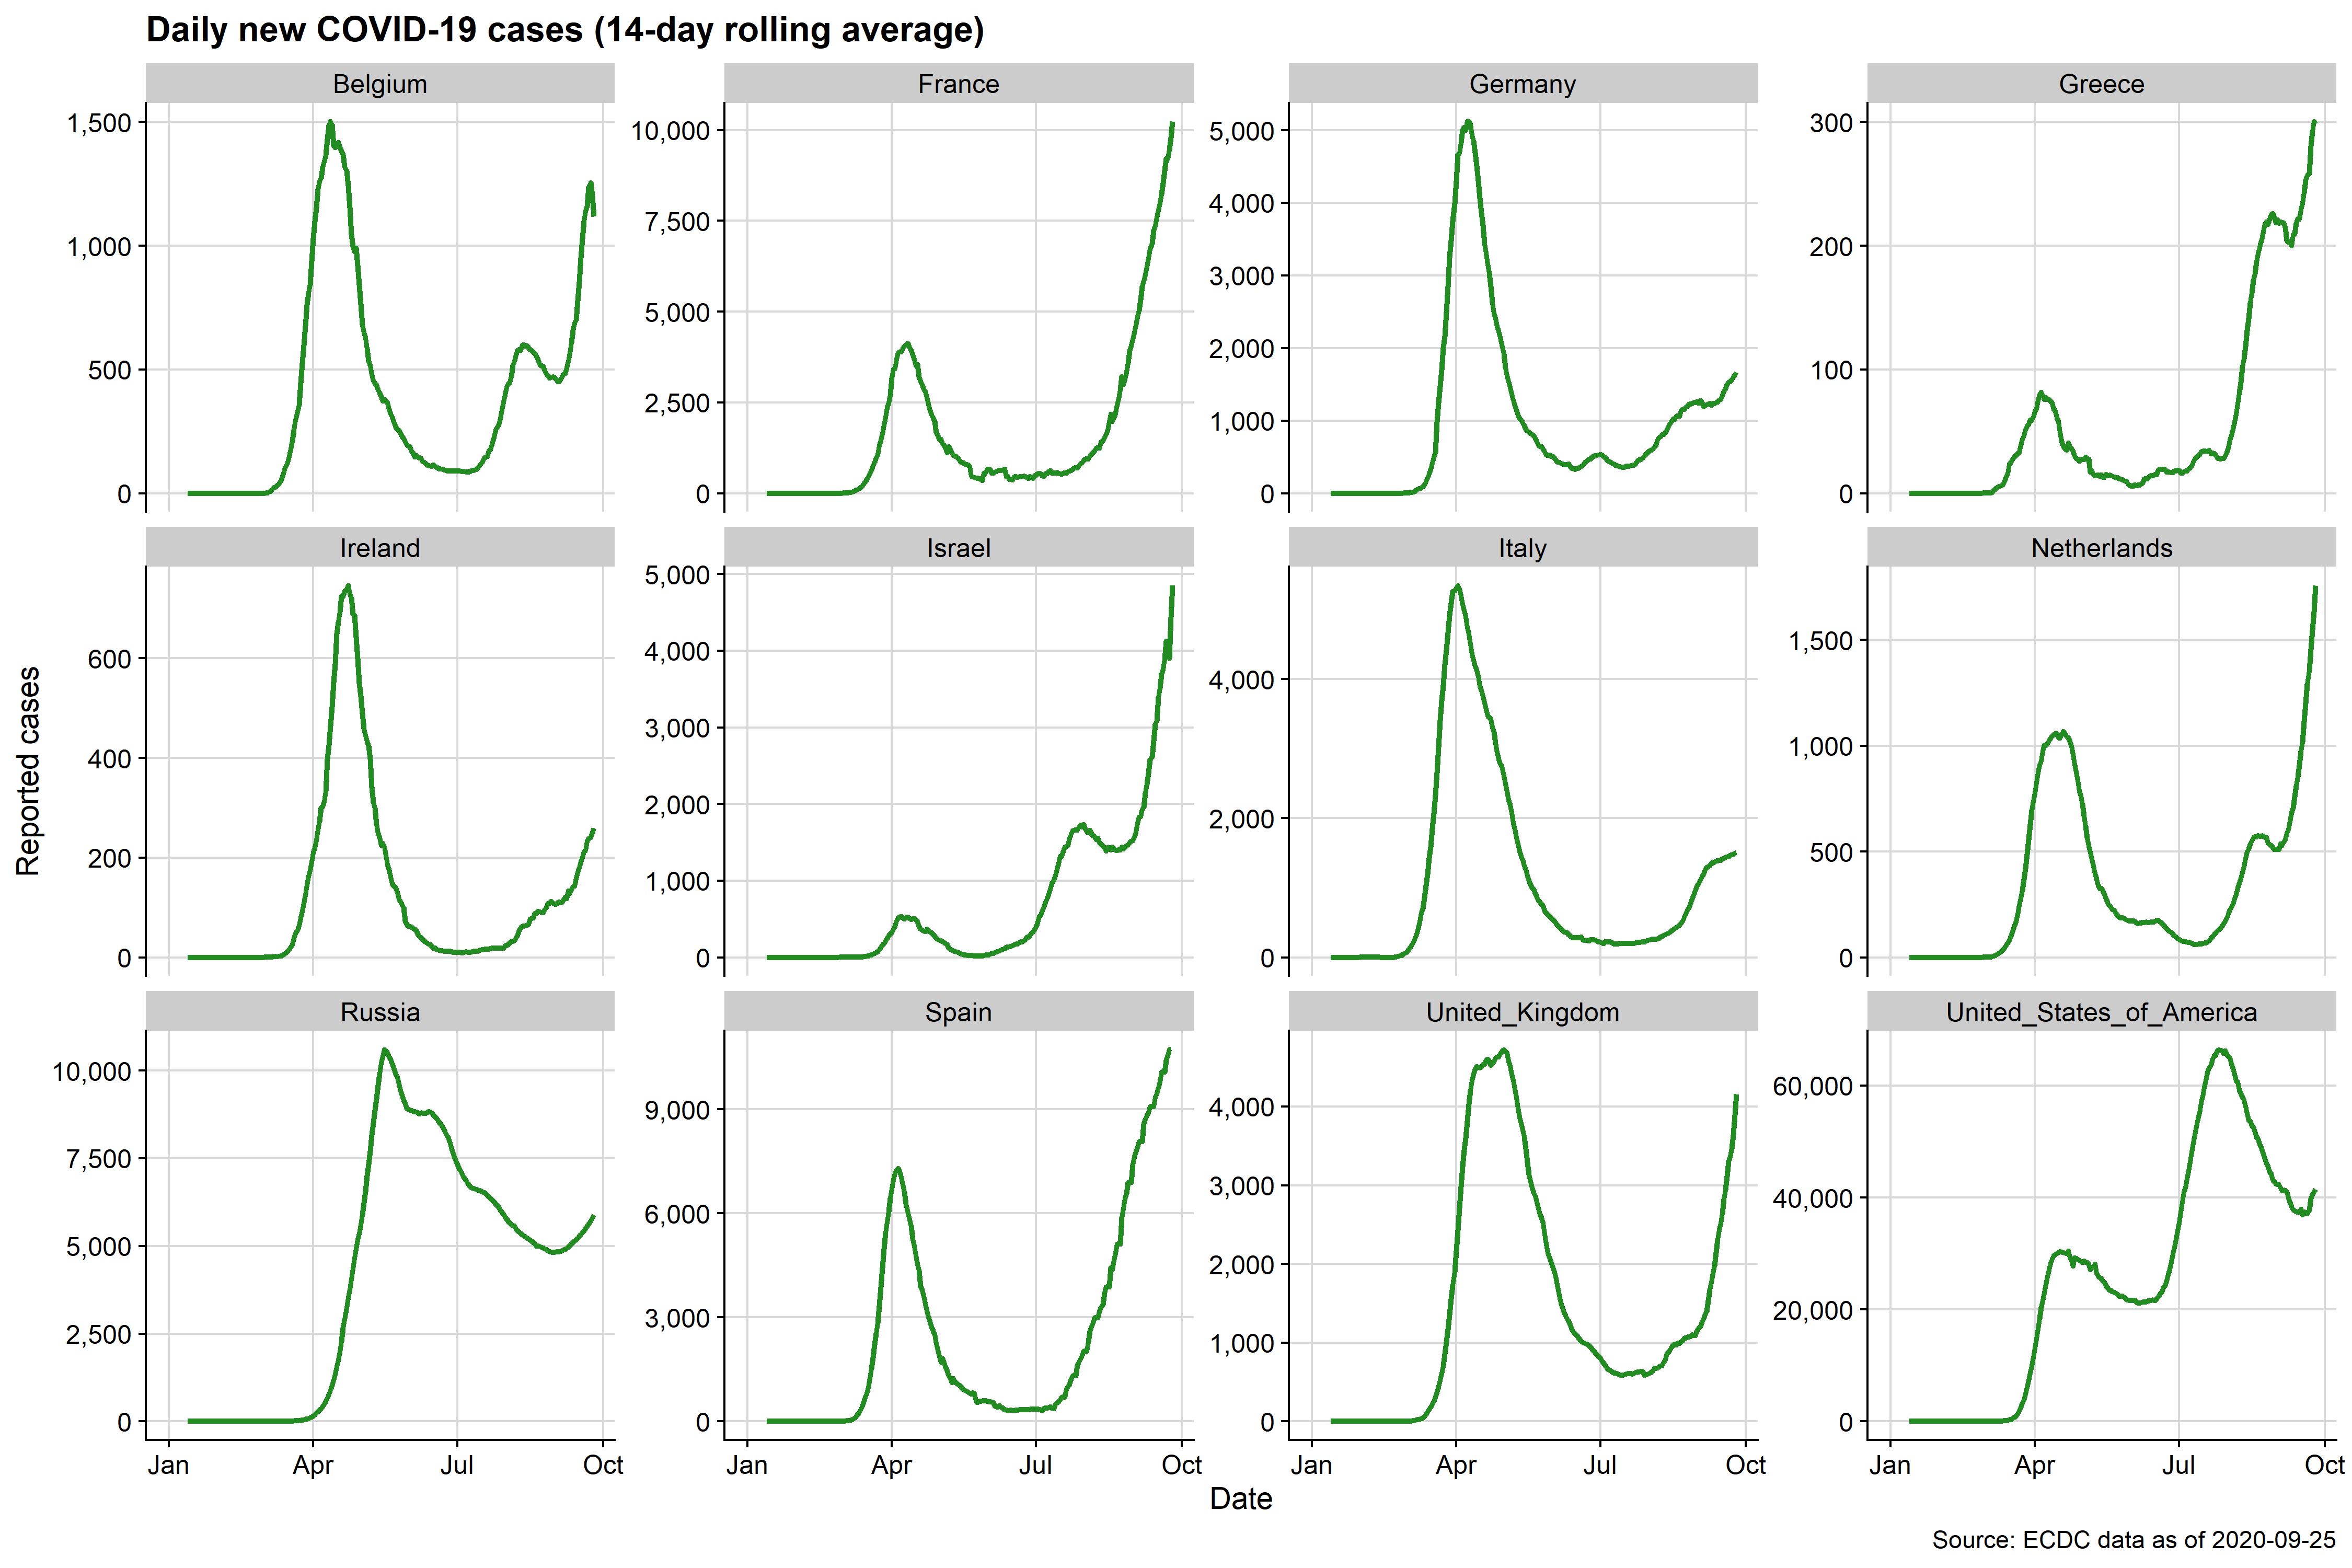 Daily new COVID-19 cases (14-day rolling average)
Belgium
France
Germany
Greece
1,500
1,000
500
0
10,000
7,500
5,000
2,500
0
5,000
4,000
3,000
2,000
1,000
0
300
200
100
0
Ireland
Israel
Italy
Netherlands
600
400
200
0
5,000
4,000
3,000
2,000
1,000
0
4,000
2,000
0
1,500
1,000
500
0
Russia
Spain
United_Kingdom
United_States_of_America
10,000
7,500
5,000
2,500
0
9,000
6,000
3,000
0
4,000
3,000
2,000
1,000
0
60,000
40,000
20,000
0
Jan Apr Jul Oct
Jan Apr Jul Oct
Jan Apr Jul Oct
Jan Apr Jul Oct
Reported cases
Date
Source: ECDC data as of 2020-09-25